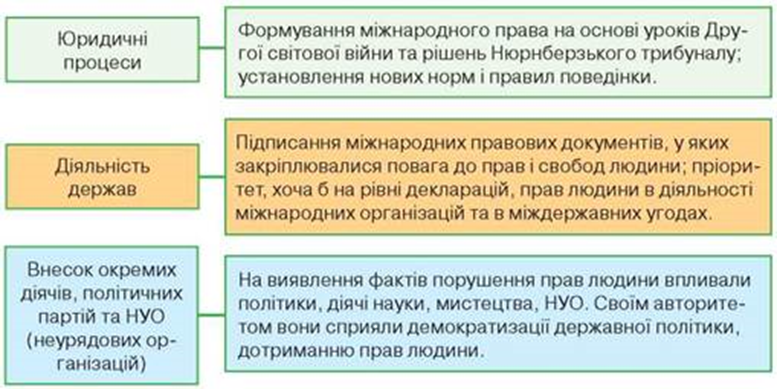 Юридичні
процеси
Формування міжнародного права на основі уроків Дру-
гої світової війни та рішень Нюрнберзького трибуналу;
установлення нових норм і правил поведінки.
Діяльність
держав
Підписання міжнародних правових документів, у яких
закріплювалися повага до прав і свобод людини; пріори-
тет, хоча б на рівні декларацій, прав людини в діяльності
міжнародних організацій та в міждержавних угодах.
Внесок окремих
діячів, політичних
партій та НУО
(неурядових ор-
ганізацій)
На виявлення фактів порушення прав людини впливали
політики, діячі науки, мистецтва, НУО. Своїм авторите-
том вони сприяли демократизації державної політики,
дотриманню прав людини.